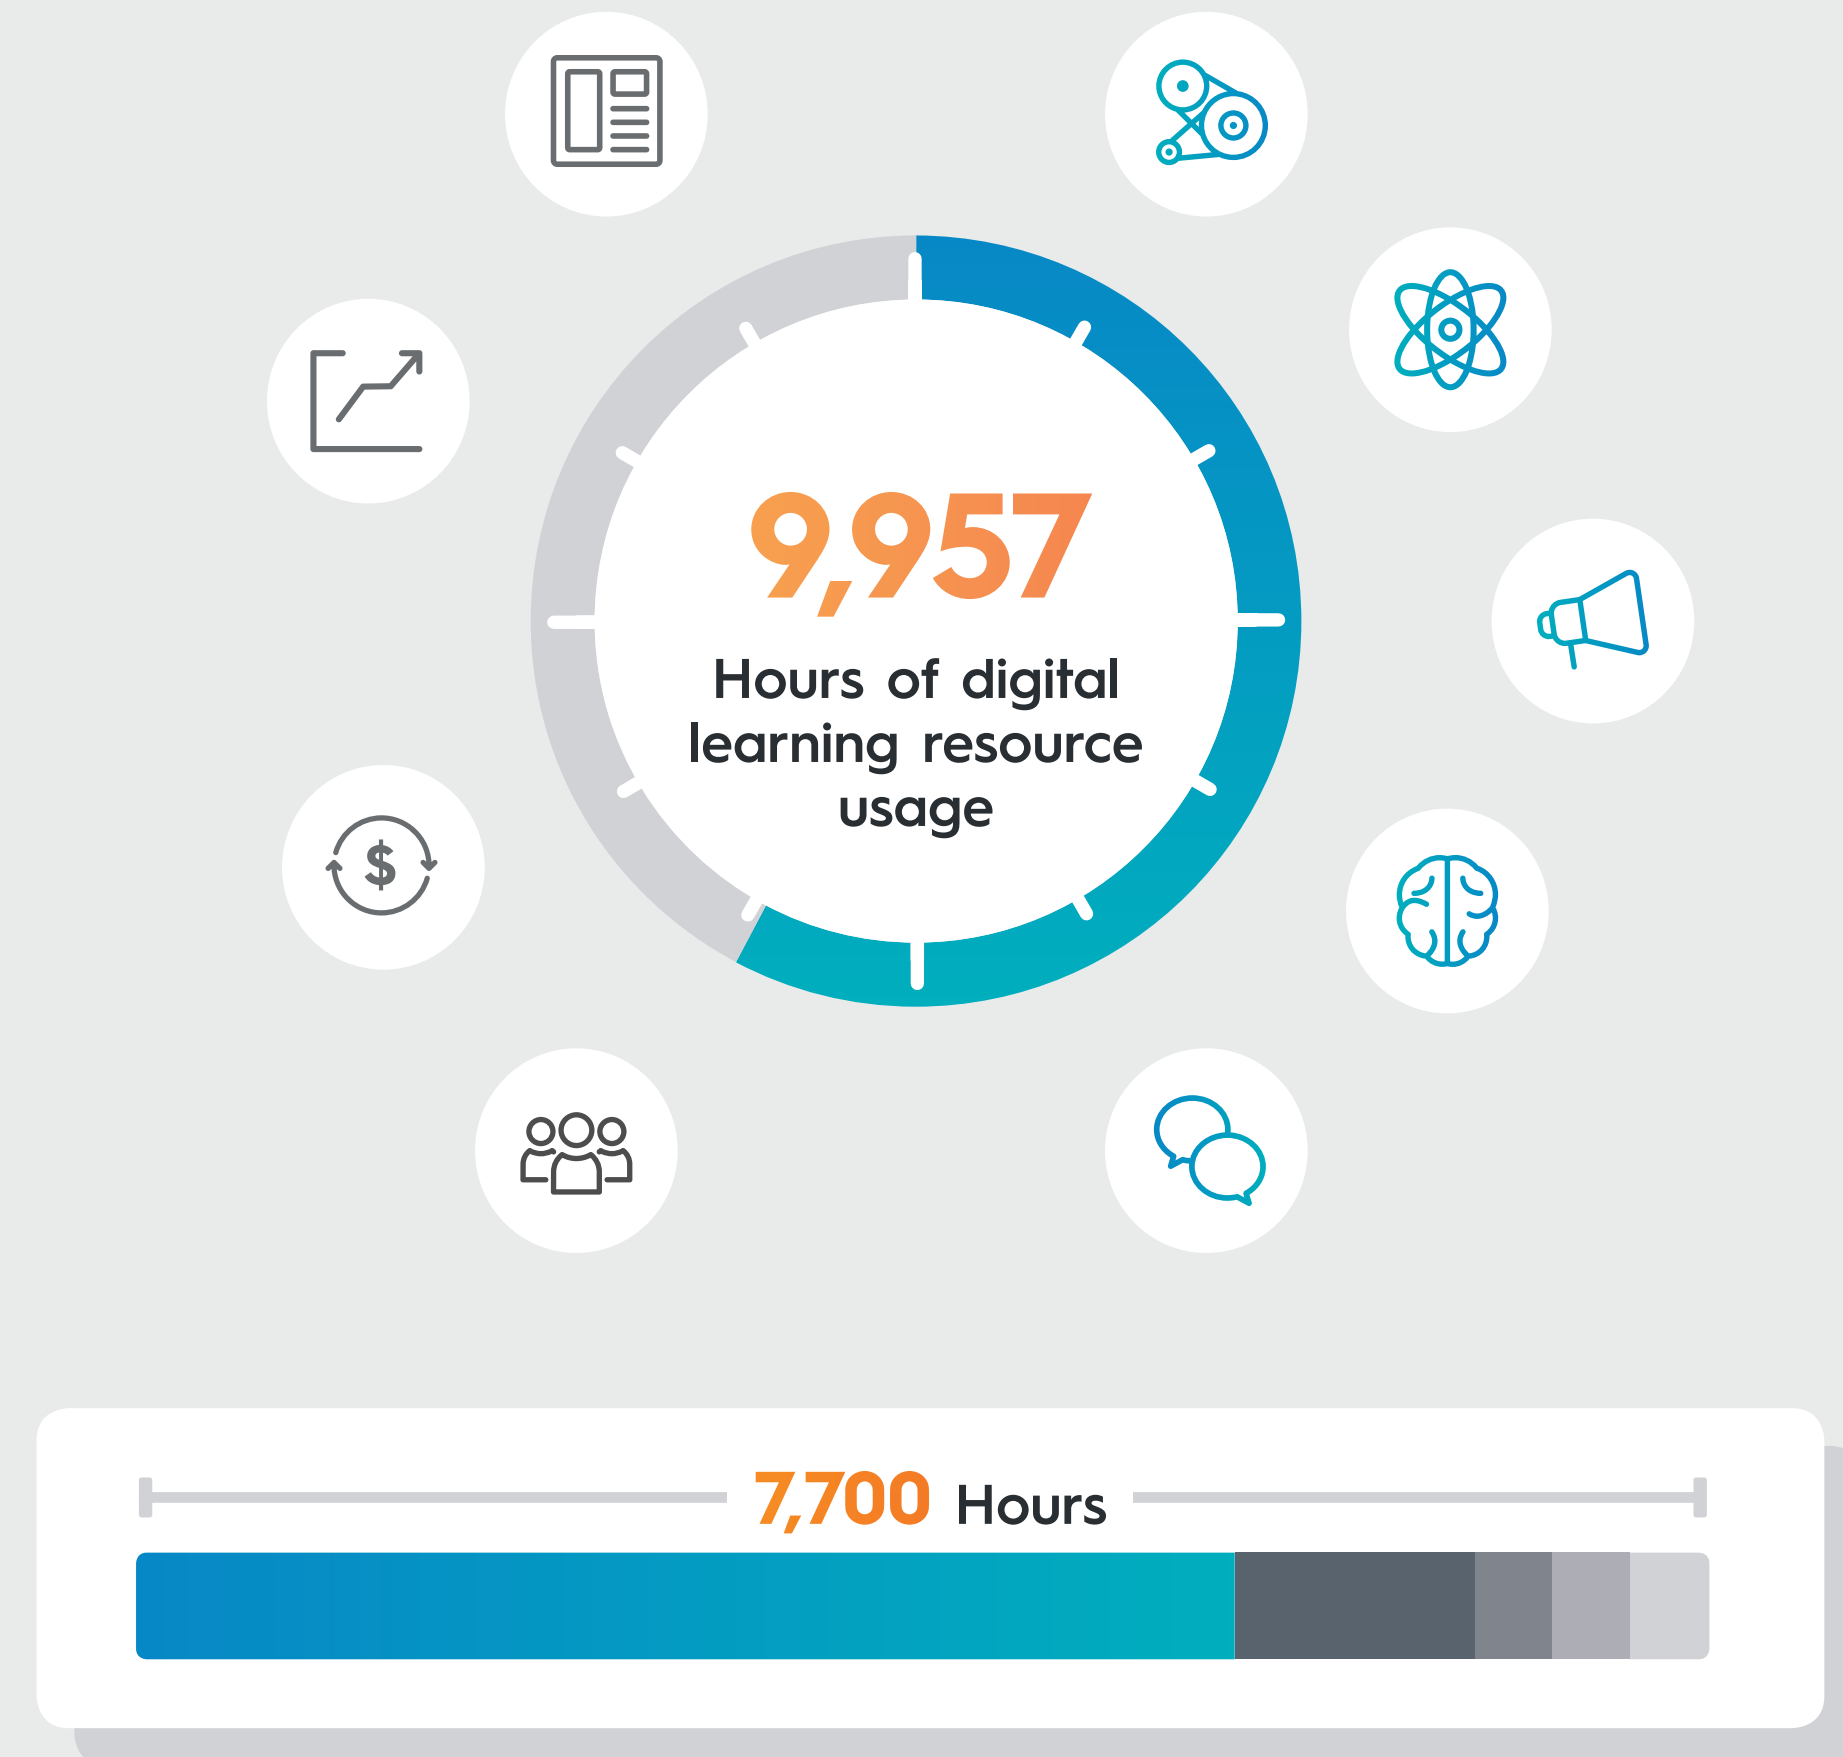 9,957
Hours of digital
learning resource
usage
$
7,700 Hours